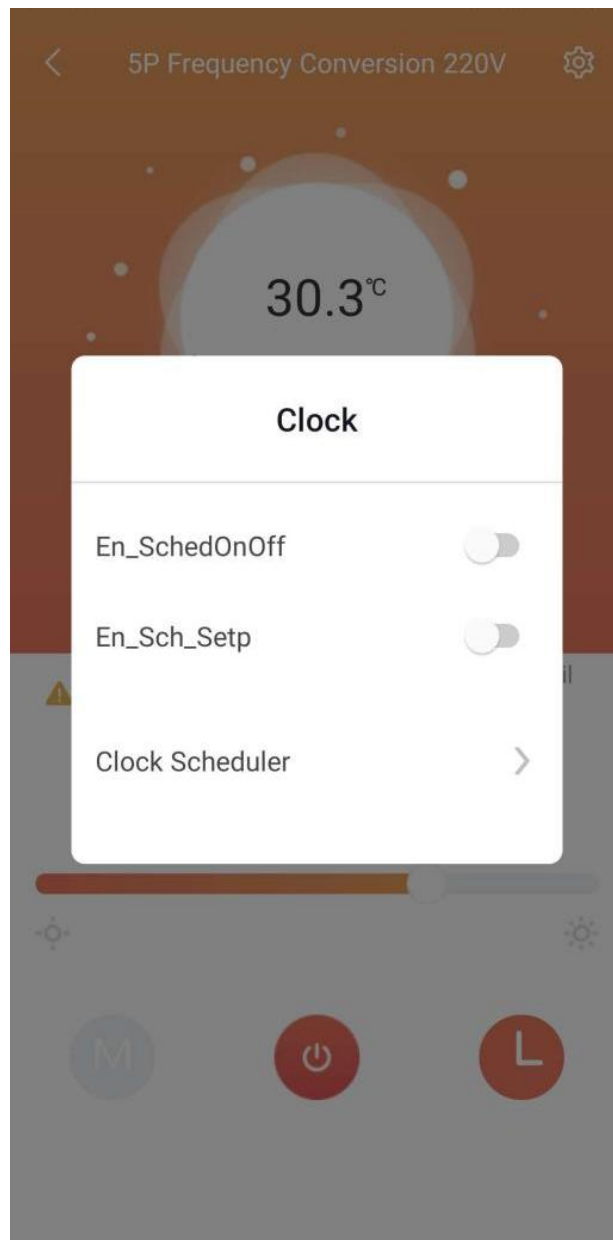 5P Frequency Conversion 220V
30.3℃
Clock
En_SchedOnOff
En_Sch_Setp
Clock Scheduler
M